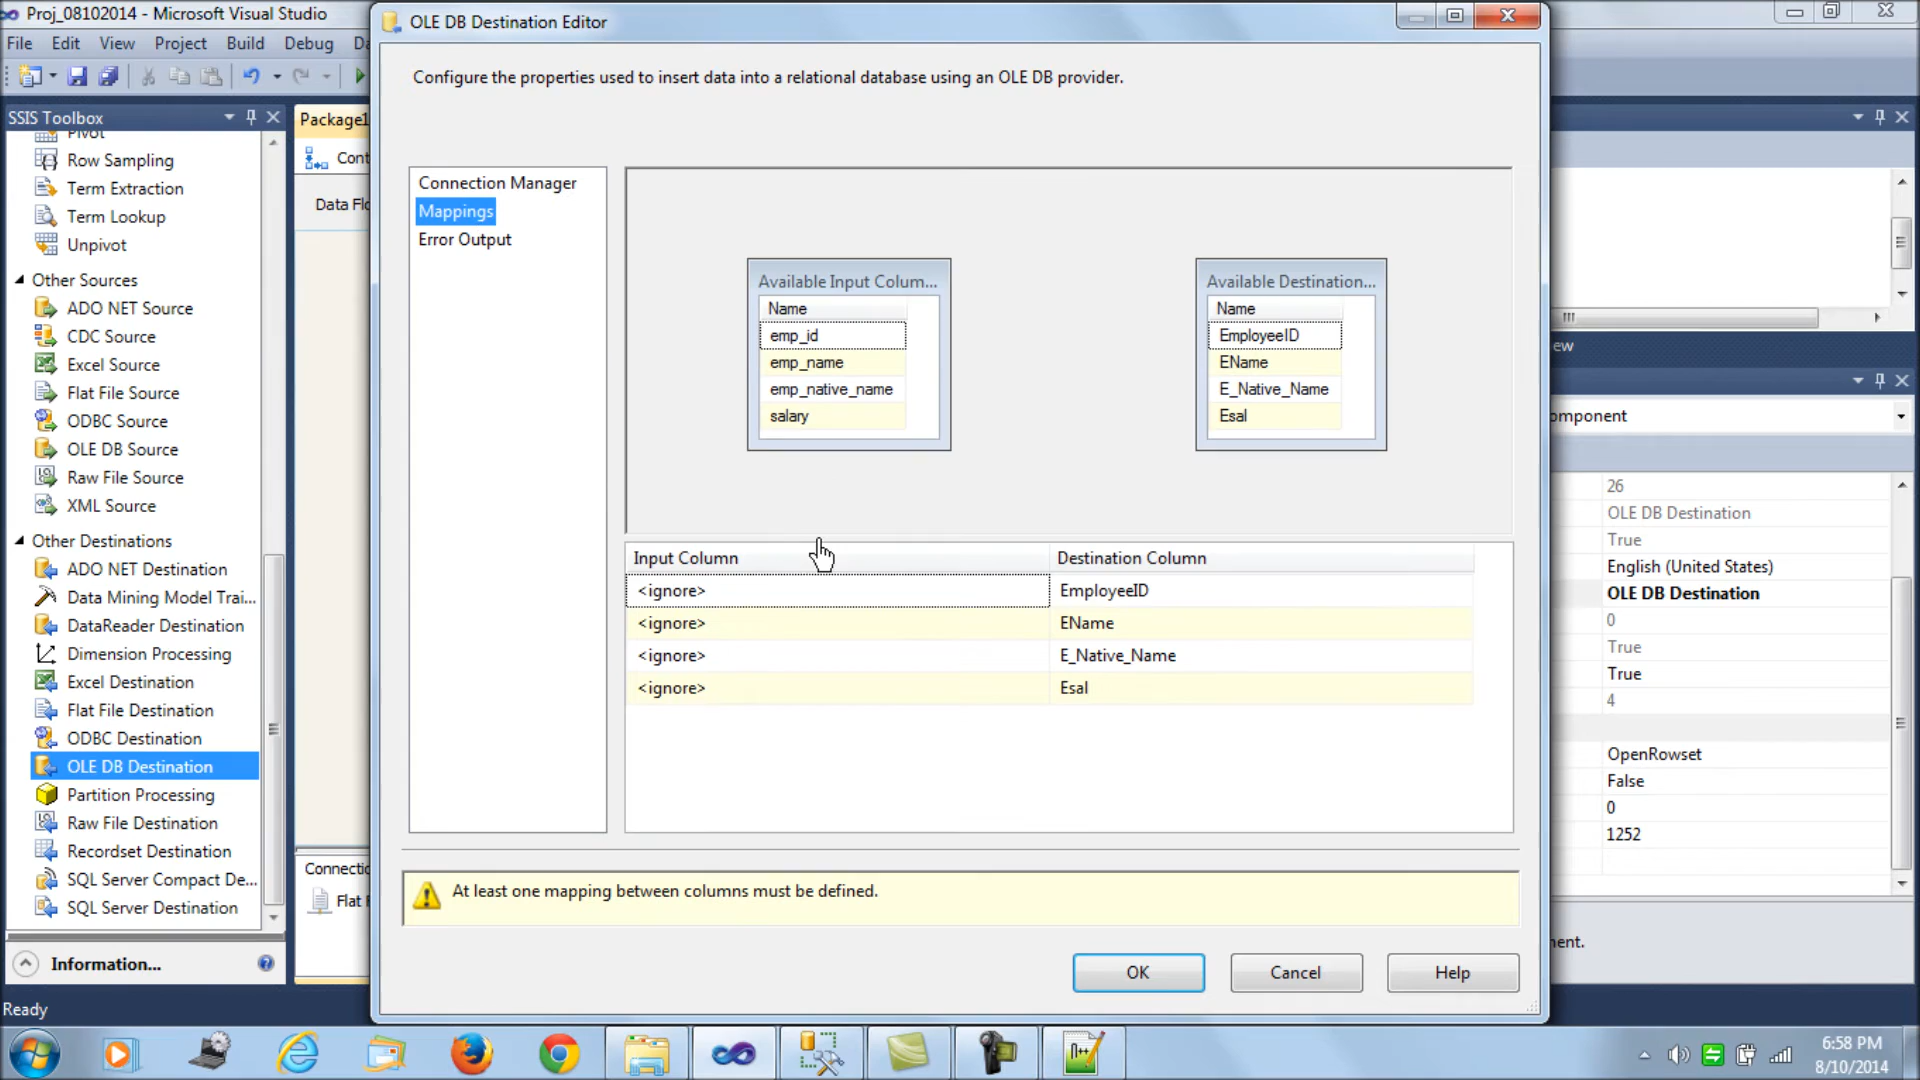 Proj_08102014 - Microsoft Visual Studio
File Edit View Project Build Debug Da
SSIS Toolbox
Pivot
Row Sampling
Term Extraction
Term Lookup
Unpivot
Other Sources
ADO NET Source
CDC Source
Excel Source
Flat File Source
ODBC Source
OLE DB Source
Raw File Source
XML Source
Other Destinations
ADO NET Destination
Data Mining Model Trai...
DataReader Destination
Dimension Processing
Excel Destination
Flat File Destination
ODBC Destination
OLE DB Destination
Partition Processing
Raw File Destination
Recordset Destination
SQL Server Compact De...
SQL Server Destination
Information...
Ready
Package1
Cont
Data Flo
Connectio
Flat F
OLE DB Destination Editor
Configure the properties used to insert data into a relational database using an OLE DB provider.
Connection Manager
Mappings
Error Output
Available Input Colum...
Name
emp_id
emp_name
emp_native_name
salary
Available Destination...
Name
EmployeeID
EName
E_Native_Name
Esal
Input Column Destination Column
<ignore> EmployeeID
<ignore> EName
<ignore> E_Native_Name
<ignore> Esal
At least one mapping between columns must be defined.
OK Cancel Help
ew
omponent
26
OLE DB Destination
True
English (United States)
OLE DB Destination
0
True
True
4
OpenRowset
False
0
1252
nent.
6:58 PM
8/10/2014